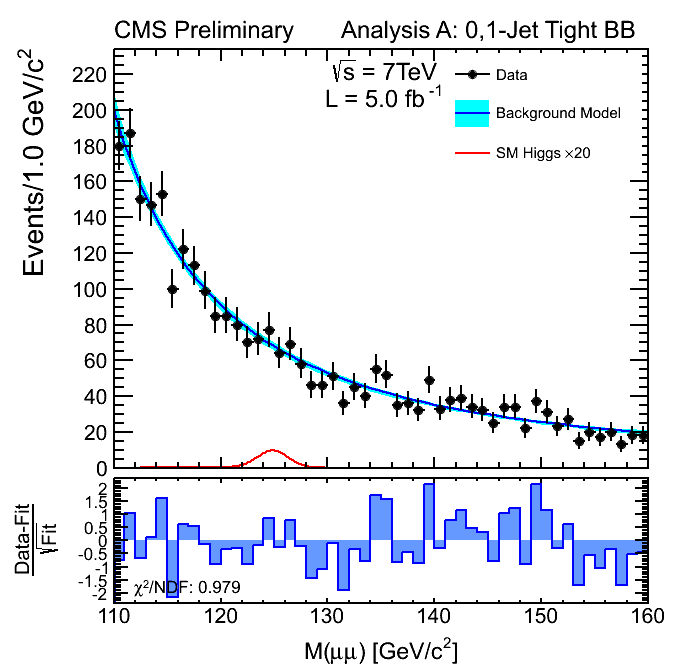 CMS Preliminary Analysis A: 0,1-Jet Tight BB
√s = 7TeV
L = 5.0 fb⁻¹
Data
Background Model
SM Higgs ×20
Events/1.0 GeV/c²
220
200
180
160
140
120
100
80
60
40
20
0
Data-Fit
√Fit
2
1.5
1
0.5
0
-0.5
-1
-1.5
-2
χ²/NDF: 0.979
110 120 130 140 150 160
M(μμ) [GeV/c²]